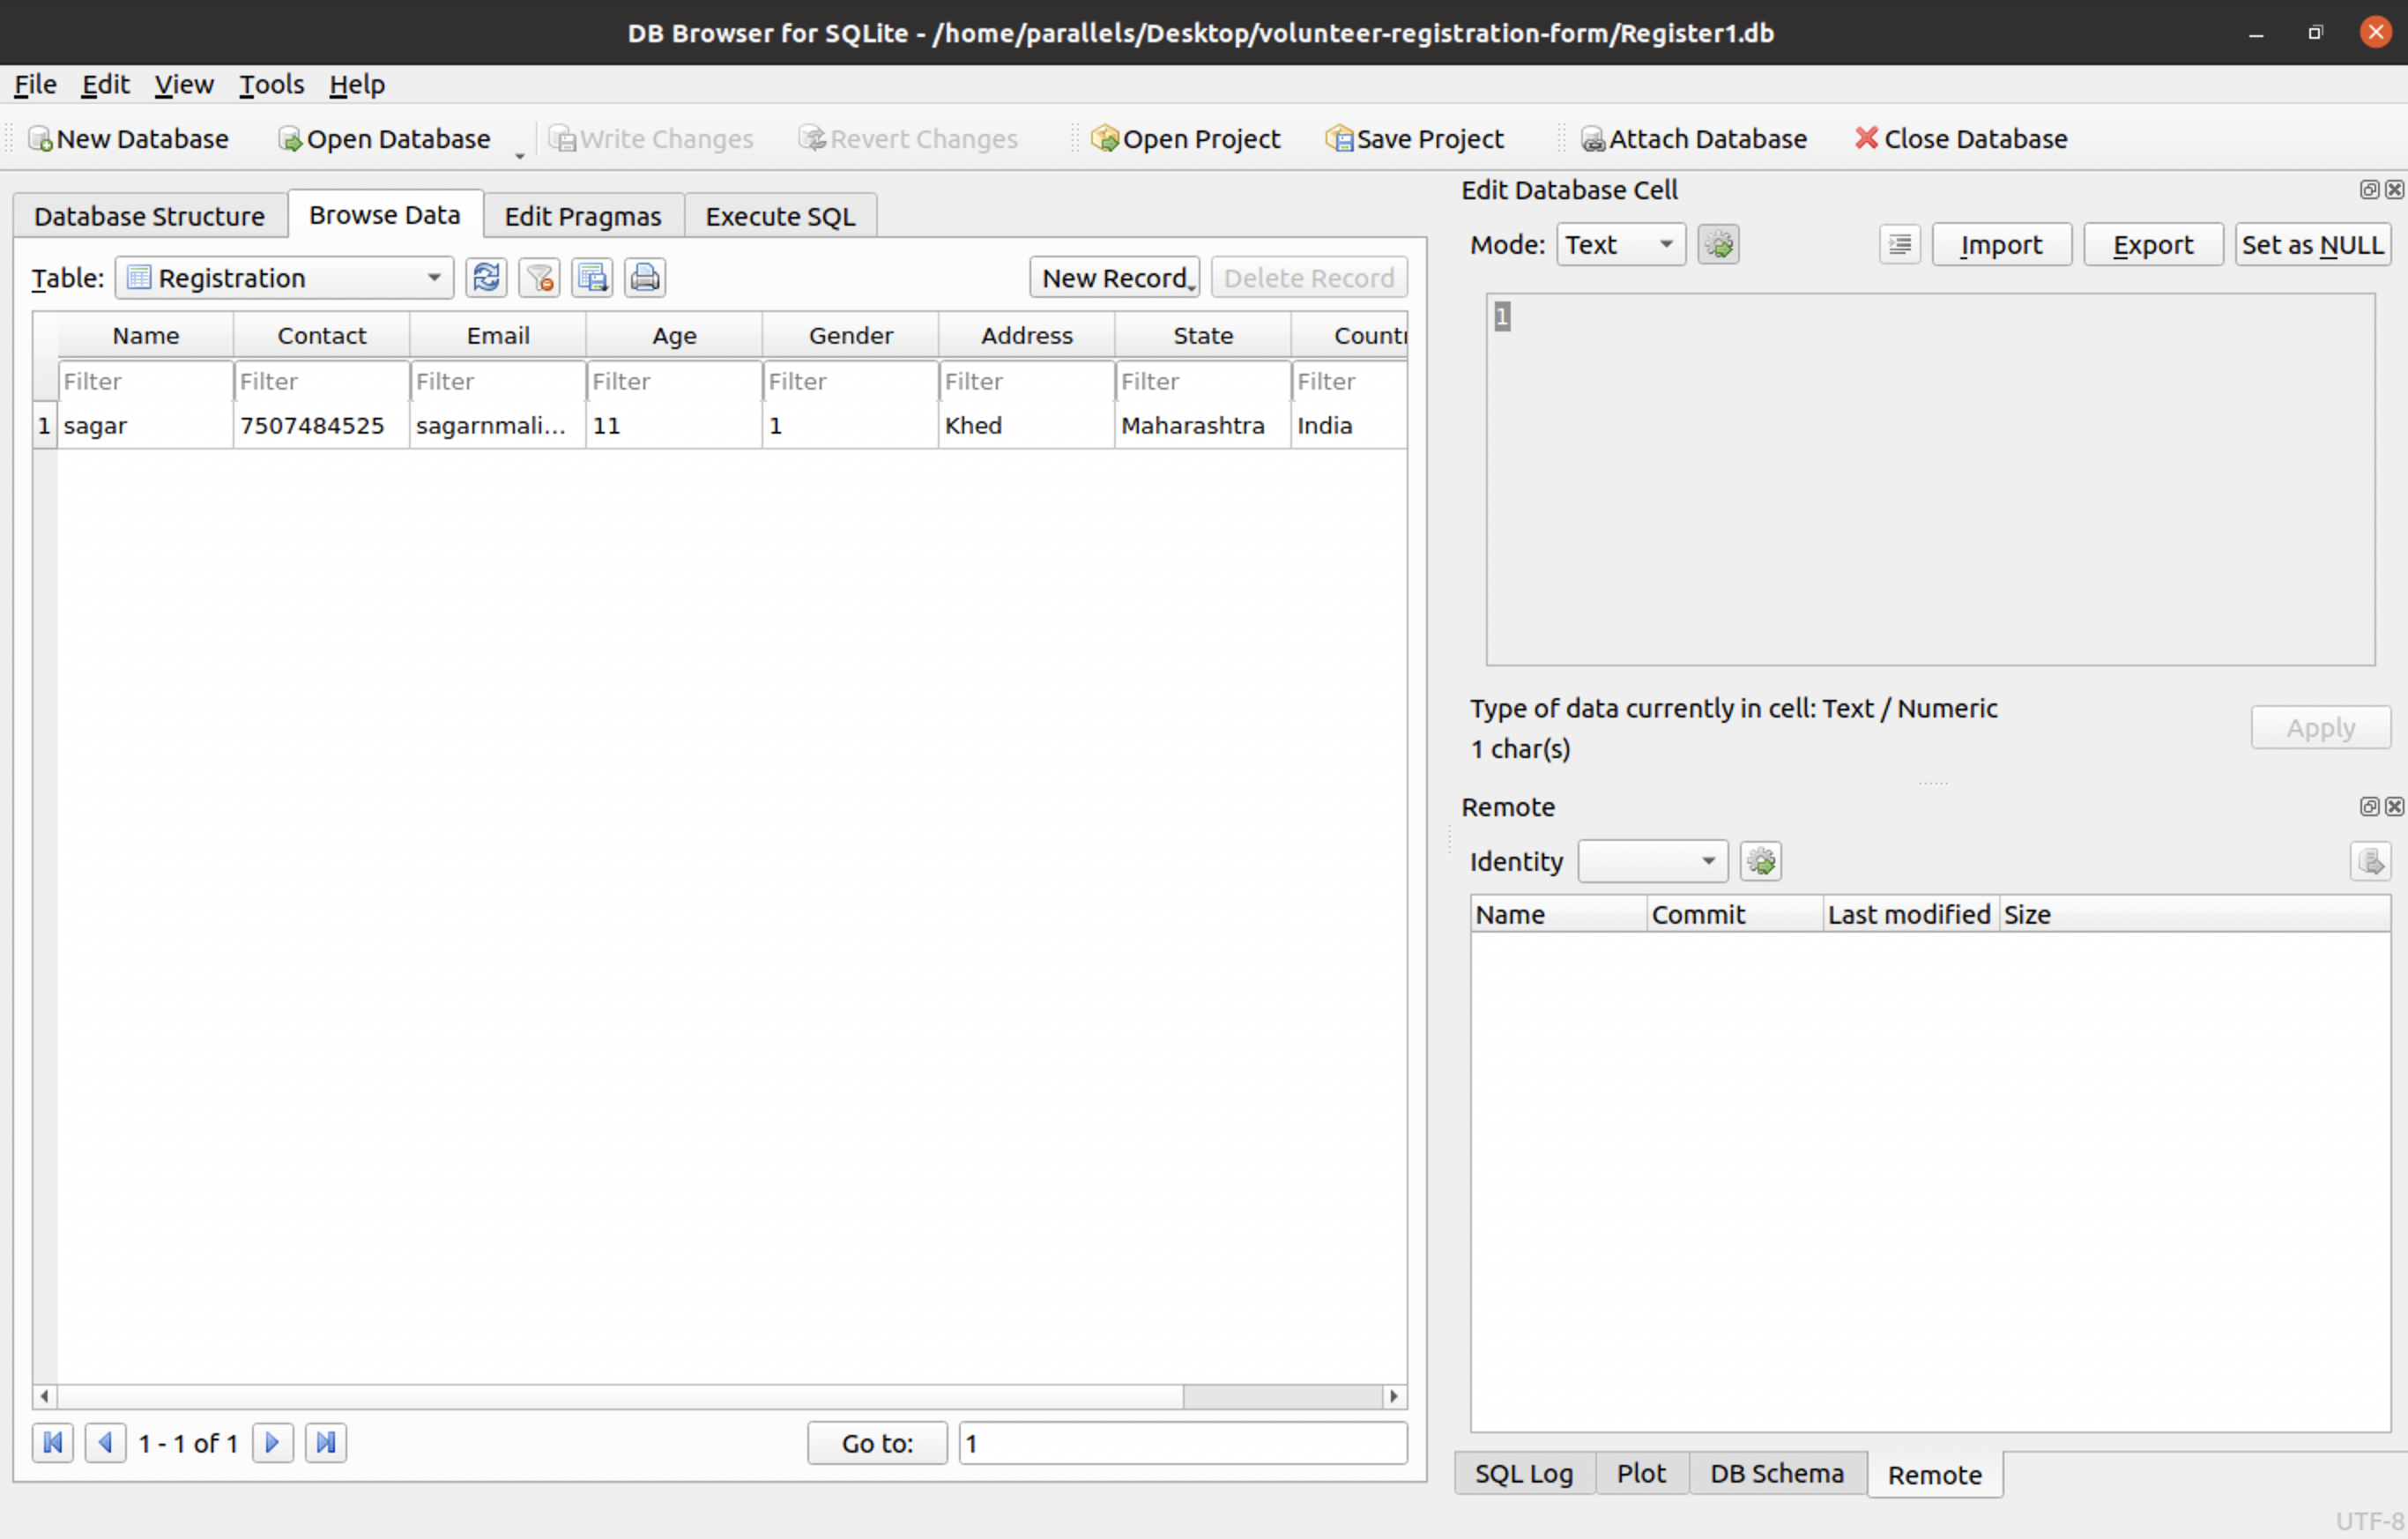 DB Browser for SQLite - /home/parallels/Desktop/volunteer-registration-form/Register1.db
File Edit View Tools Help
New Database Open Database Write Changes Revert Changes Open Project Save Project Attach Database Close Database
Database Structure Browse Data Edit Pragmas Execute SQL
Table: Registration New Record Delete Record
Name Contact Email Age Gender Address State Countr
Filter Filter Filter Filter Filter Filter Filter Filter
1 sagar 7507484525 sagarnmali... 11 1 Khed Maharashtra India
1 - 1 of 1 Go to: 1
Edit Database Cell
Mode: Text Import Export Set as NULL
1
Type of data currently in cell: Text / Numeric
1 char(s)
Apply
Remote
Identity
Name Commit Last modified Size
SQL Log Plot DB Schema Remote
UTF-8